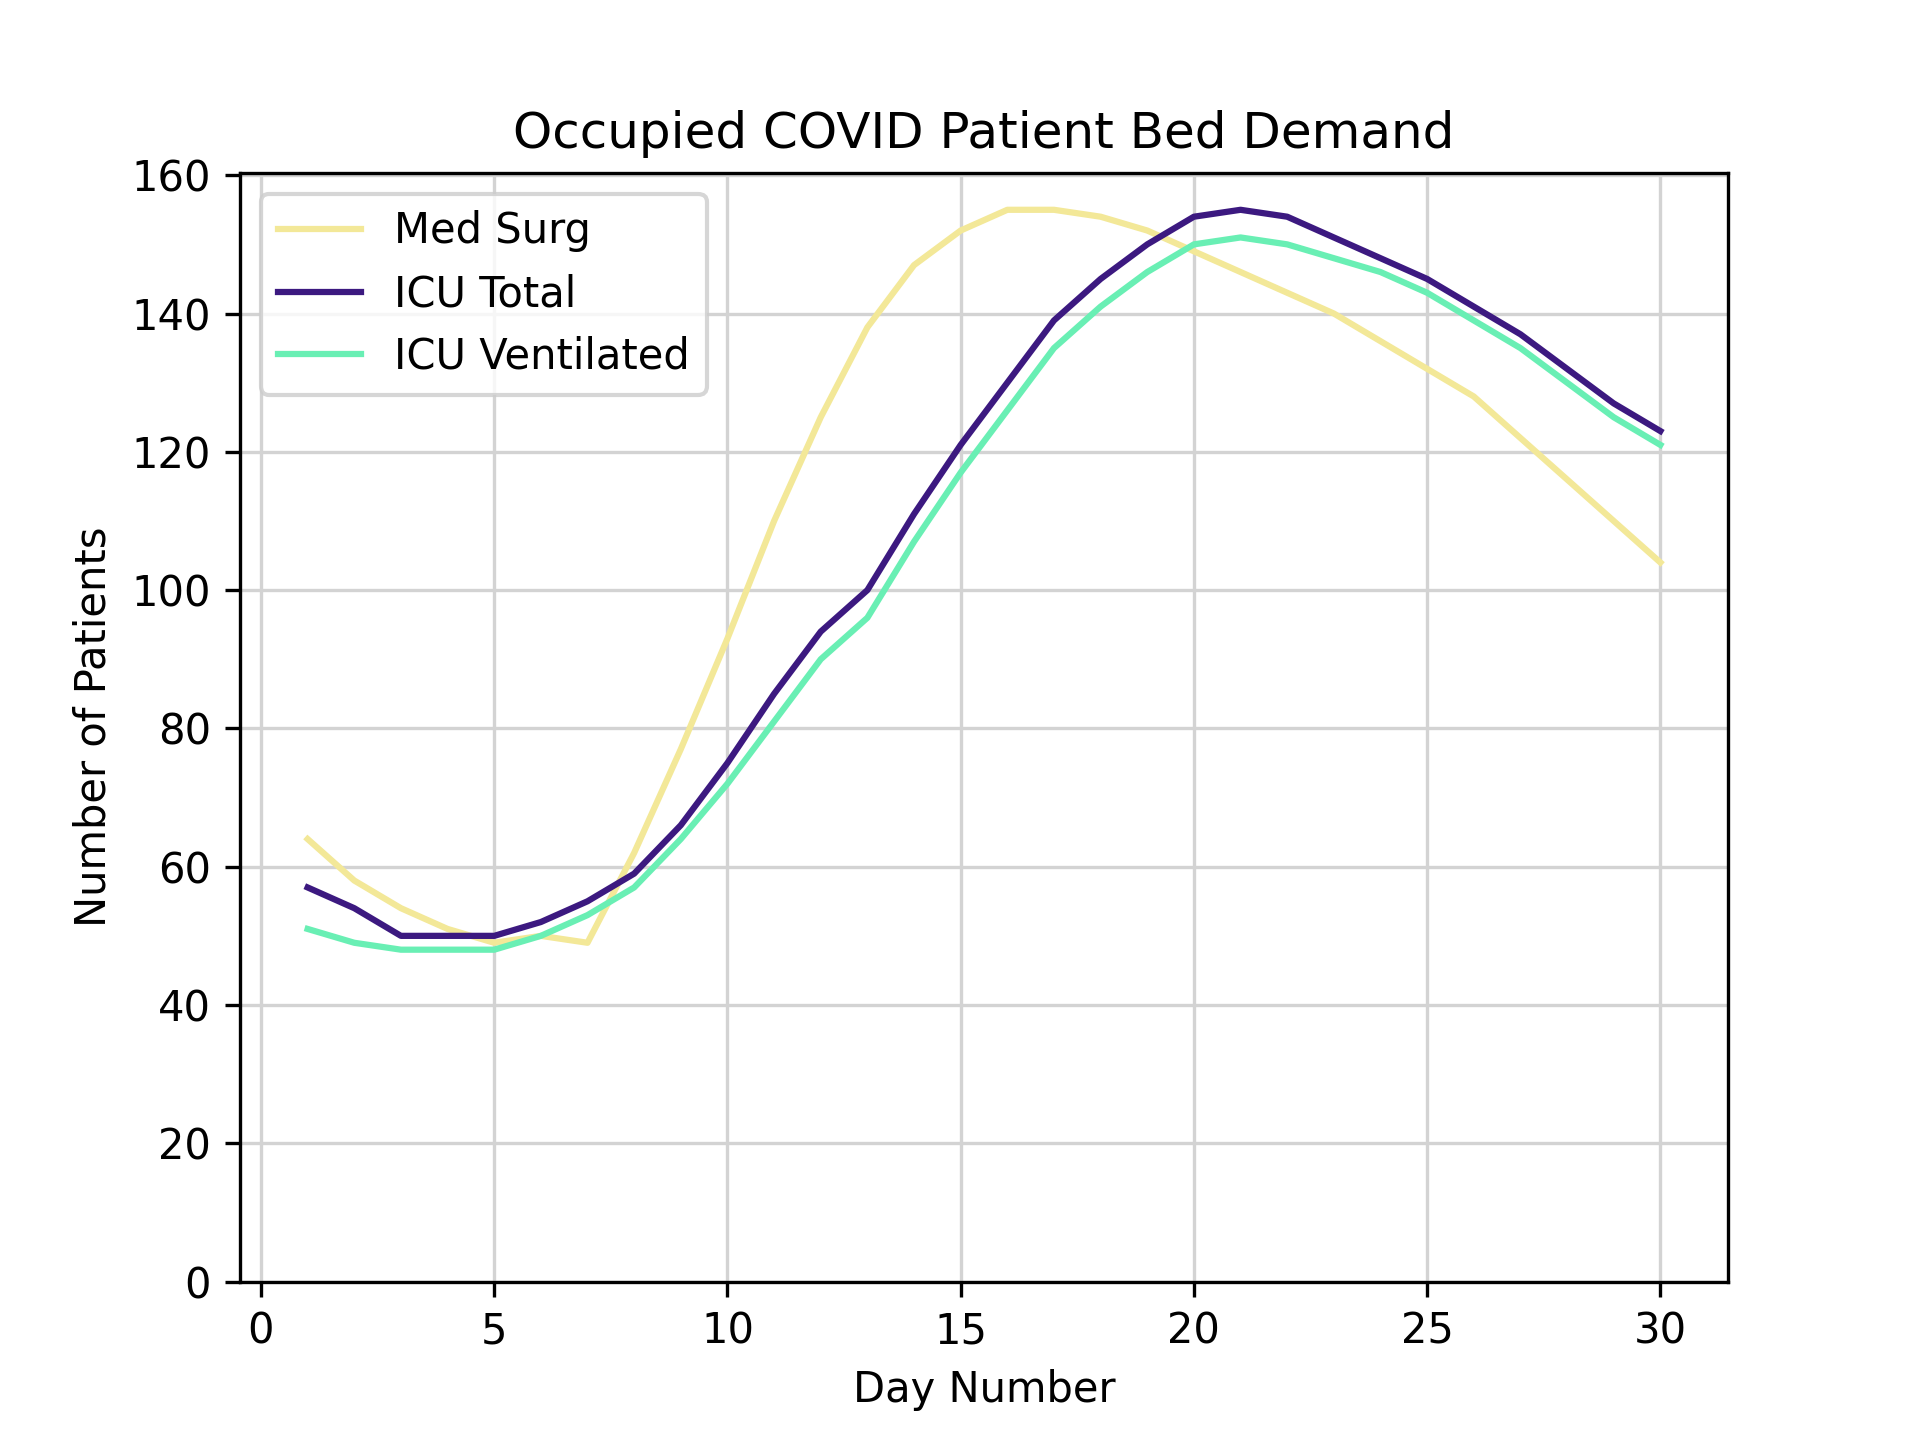 Occupied COVID Patient Bed Demand
160
140
120
100
80
60
40
20
0
Number of Patients
Med Surg
ICU Total
ICU Ventilated
0 5 10 15 20 25 30
Day Number